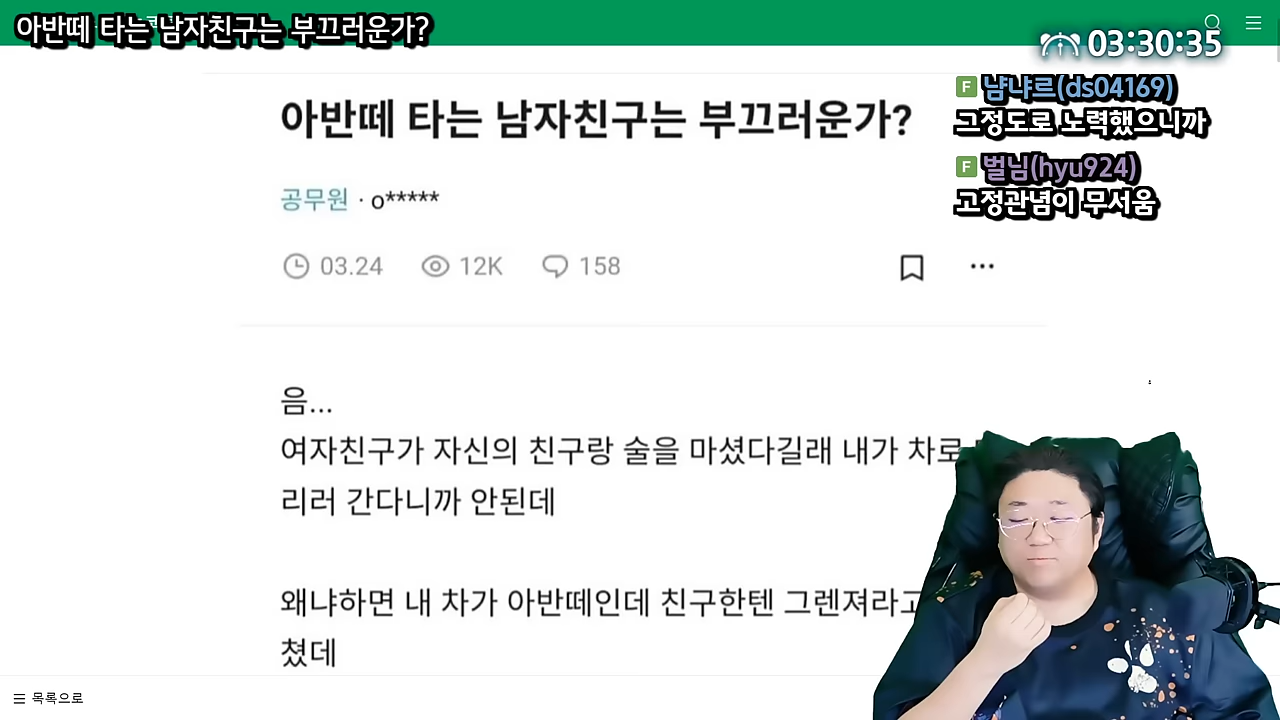 아반떼 타는 남자친구는 부끄러운가?
03:30:35
아반떼 타는 남자친구는 부끄러운가?
공무원 · o*****
03.24 12K 158
F 냠냐르(ds04169)
그정도로 노력했으니까
F 벌님(hyu924)
고정관념이 무서움
음...
여자친구가 자신의 친구랑 술을 마셨다길래 내가 차로
리러 간다니까 안된데
왜냐하면 내 차가 아반떼인데 친구한텐 그렌져라고
쳤데
목록으로